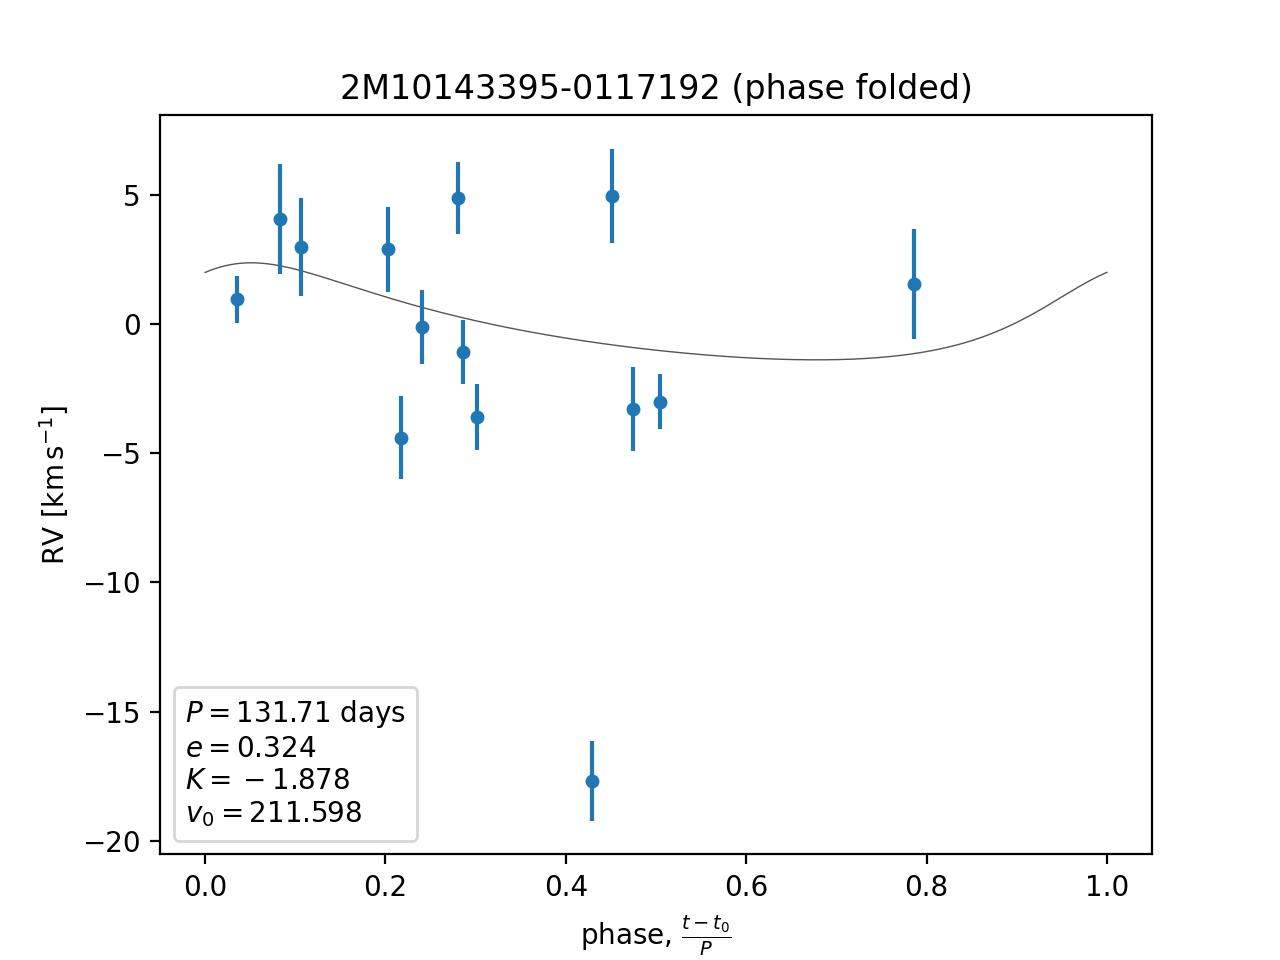 2M10143395-0117192 (phase folded)
RV [km s⁻¹]
5
0
−5
−10
−15
−20
P = 131.71 days
e = 0.324
K = −1.878
v₀ = 211.598
0.0 0.2 0.4 0.6 0.8 1.0
phase, (t − t₀)/P